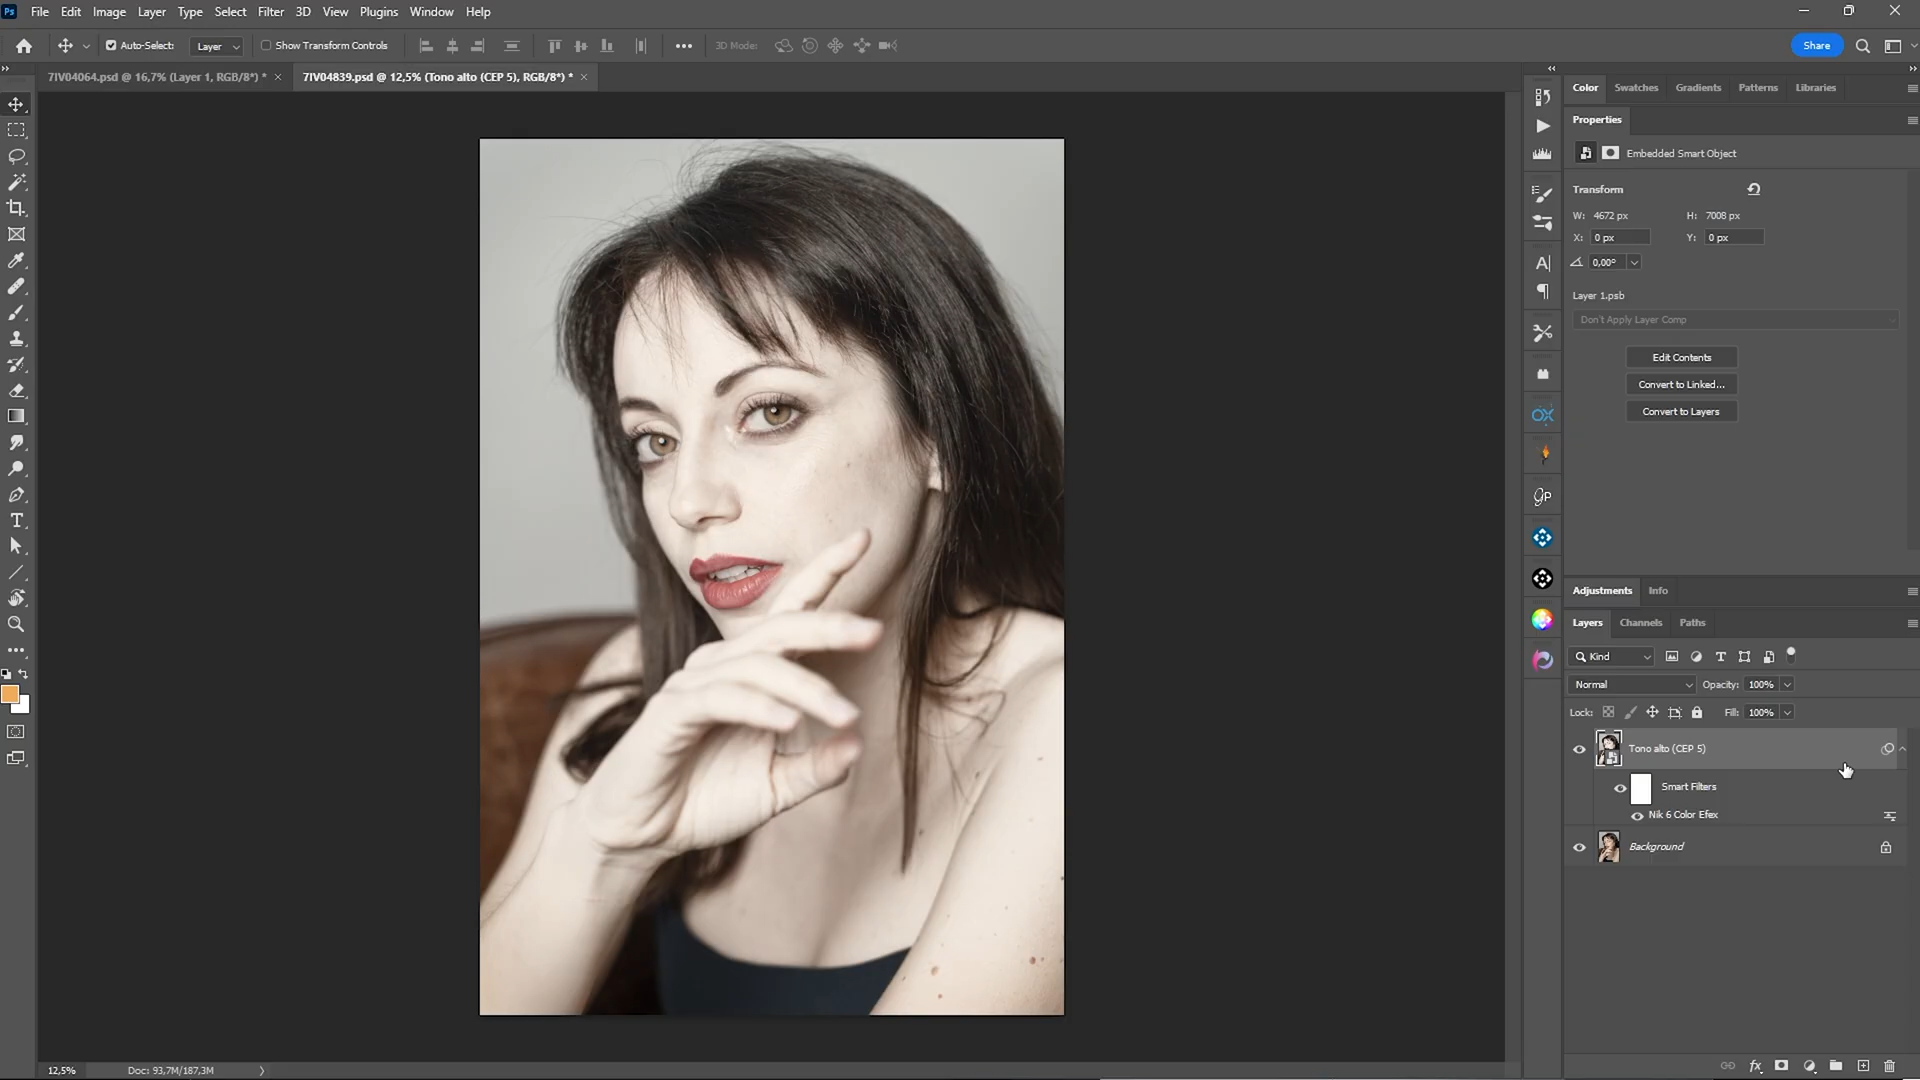 Ps File Edit Image Layer Type Select Filter 3D View Plugins Window Help
Auto-Select: Layer Show Transform Controls 3D Mode: Share
7IV04064.psd @ 16,7% (Layer 1, RGB/8*) * × 7IV04839.psd @ 12,5% (Tono alto (CEP 5), RGB/8*) * ×
Color Swatches Gradients Patterns Libraries
Properties
Embedded Smart Object
Transform
W: 4672 px H: 7008 px
X: 0 px Y: 0 px
0,00°
Layer 1.psb
Don't Apply Layer Comp
Edit Contents
Convert to Linked...
Convert to Layers
Adjustments Info
Layers Channels Paths
Kind
Normal Opacity: 100%
Lock: Fill: 100%
Tono alto (CEP 5)
Smart Filters
Nik 6 Color Efex
Background
12,5% Doc: 93,7M/187,3M